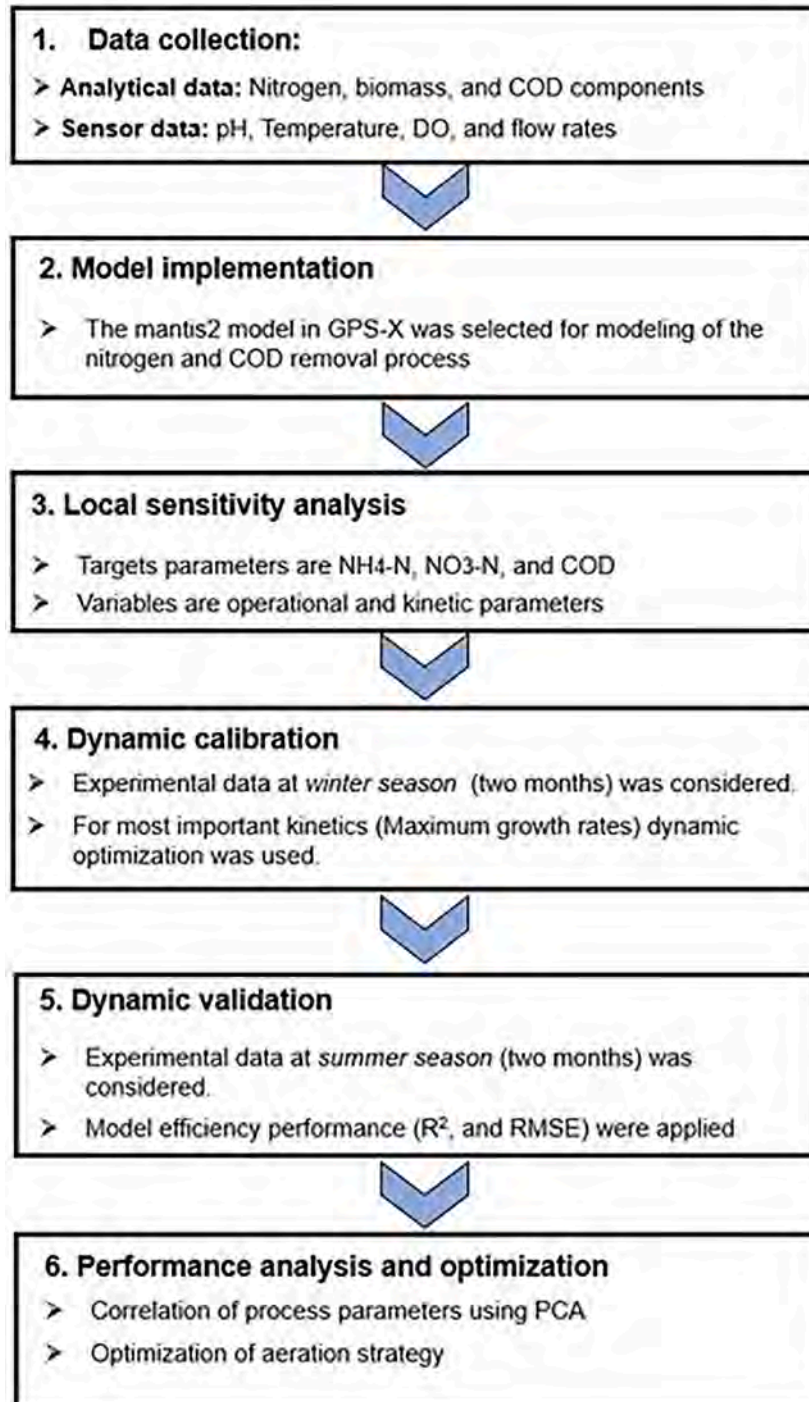 1. Data collection:
➤ Analytical data: Nitrogen, biomass, and COD components
➤ Sensor data: pH, Temperature, DO, and flow rates
2. Model implementation
➤ The mantis2 model in GPS-X was selected for modeling of the
nitrogen and COD removal process
3. Local sensitivity analysis
➤ Targets parameters are NH4-N, NO3-N, and COD
➤ Variables are operational and kinetic parameters
4. Dynamic calibration
➤ Experimental data at winter season (two months) was considered.
➤ For most important kinetics (Maximum growth rates) dynamic
optimization was used.
5. Dynamic validation
➤ Experimental data at summer season (two months) was
considered.
➤ Model efficiency performance (R², and RMSE) were applied
6. Performance analysis and optimization
➤ Correlation of process parameters using PCA
➤ Optimization of aeration strategy